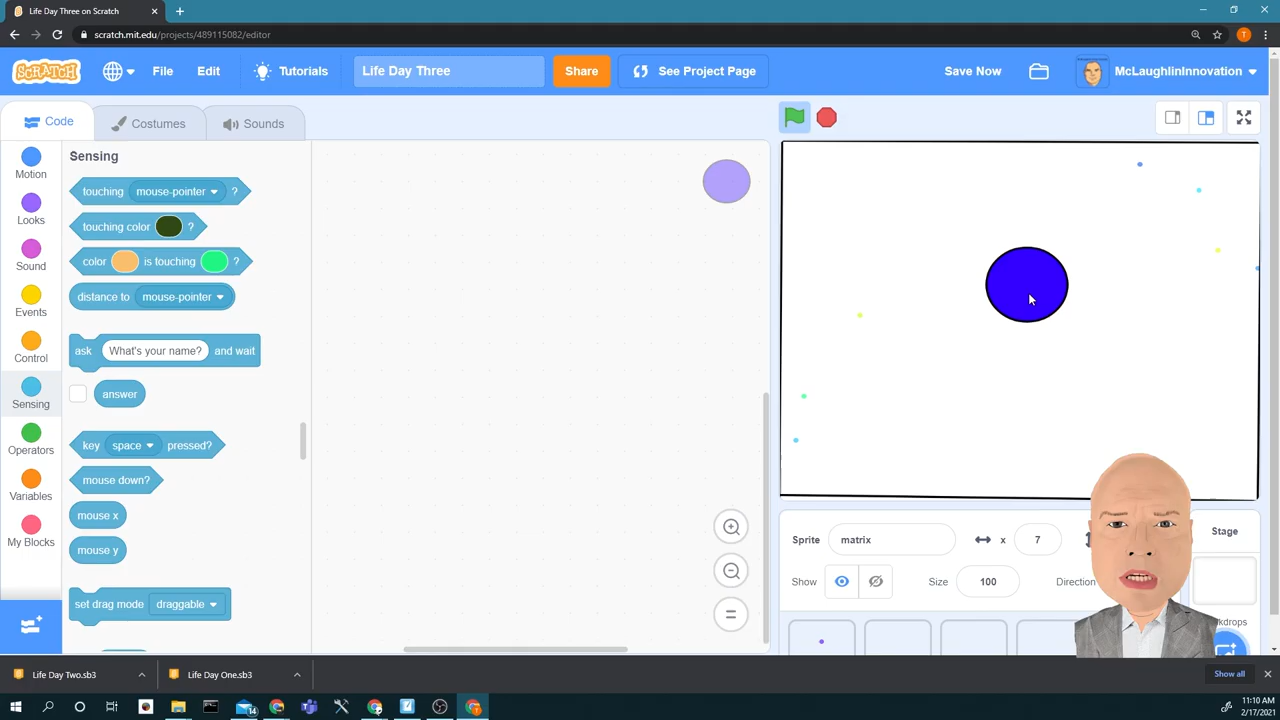 Life Day Three on Scratch
scratch.mit.edu/projects/489115082/editor
SCRATCH
File
Edit
Tutorials
Life Day Three
Share
See Project Page
Save Now
McLaughlinInnovation
Code
Costumes
Sounds
Motion
Looks
Sound
Events
Control
Sensing
Operators
Variables
My Blocks
Sensing
touching mouse-pointer ?
touching color ?
color is touching ?
distance to mouse-pointer
ask What's your name? and wait
answer
key space pressed?
mouse down?
mouse x
mouse y
set drag mode draggable
Sprite matrix x 7
Show Size 100 Direction
Stage
Life Day Two.sb3
Life Day One.sb3
Show all
11:10 AM
2/17/2021